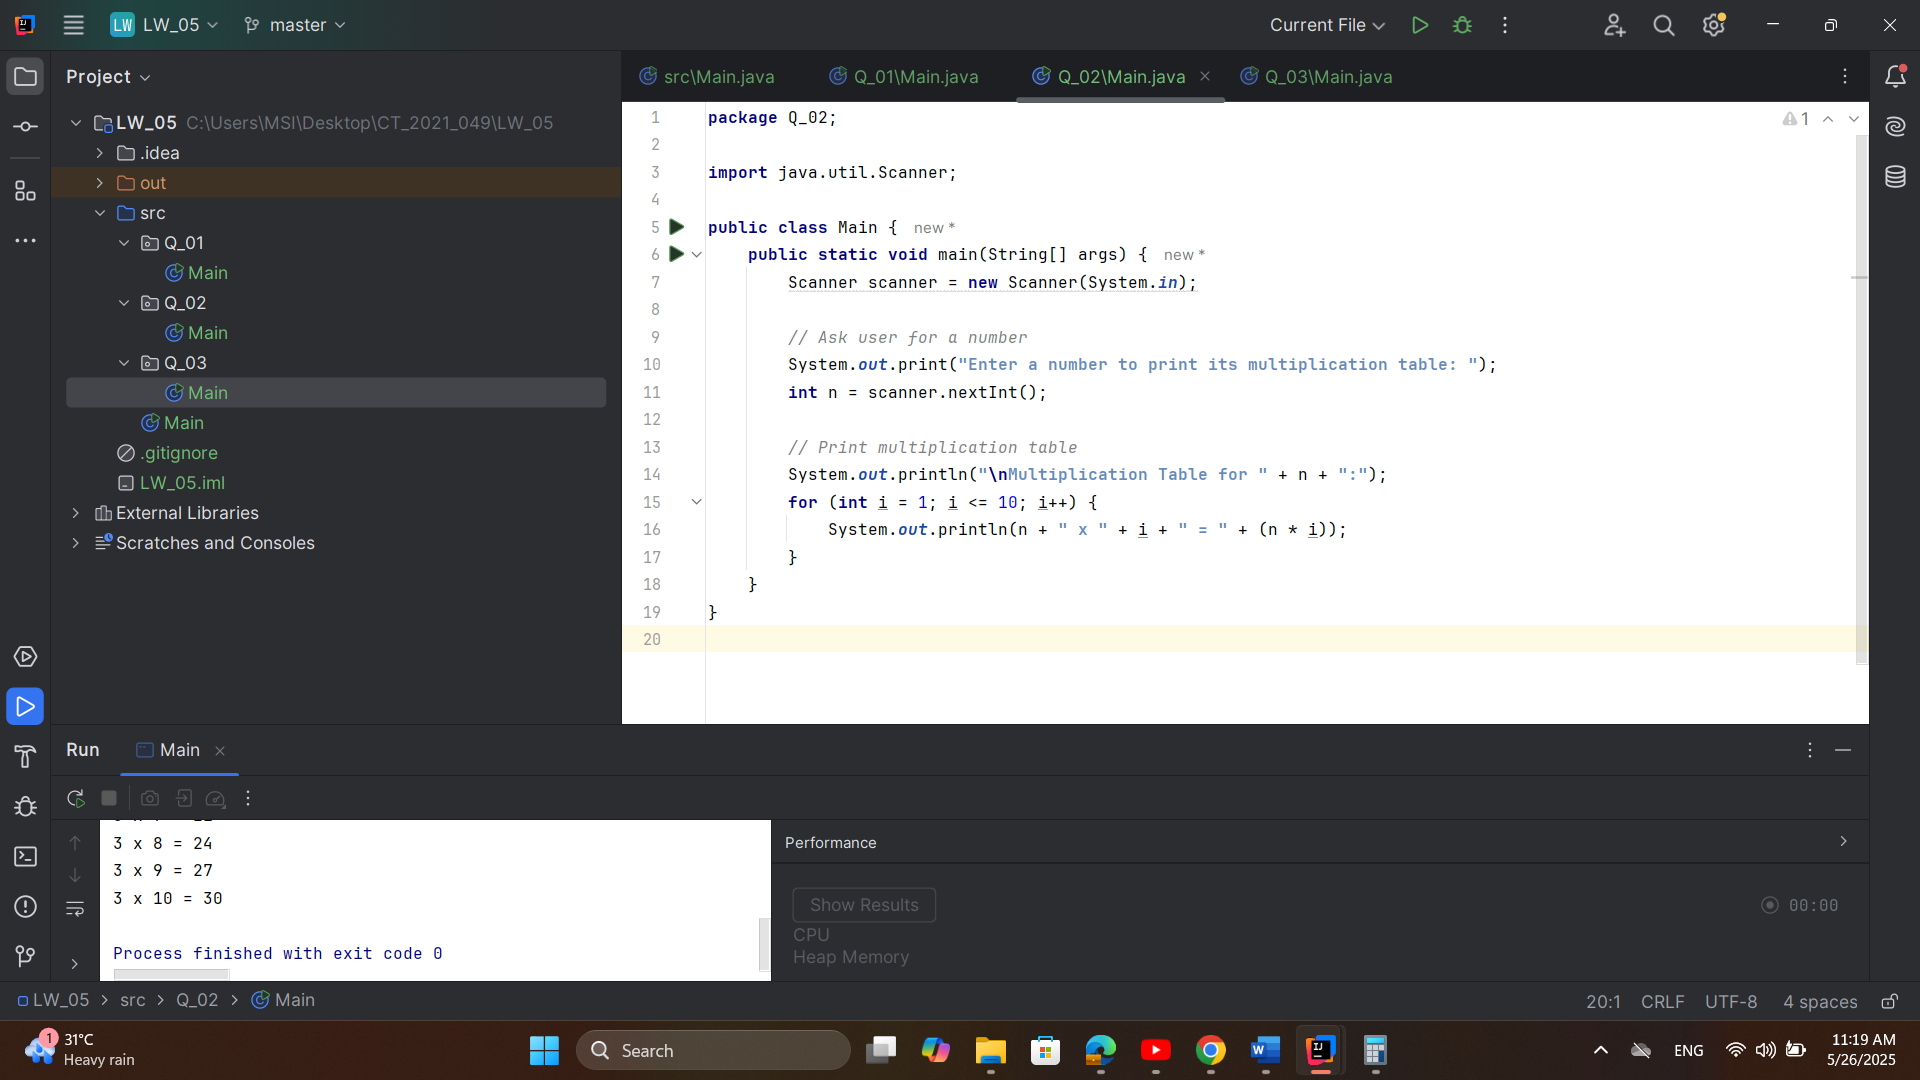 LW LW_05 master Current File
Project
src\Main.java Q_01\Main.java Q_02\Main.java Q_03\Main.java
LW_05 C:\Users\MSI\Desktop\CT_2021_049\LW_05
.idea
out
src
Q_01
Main
Q_02
Main
Q_03
Main
Main
.gitignore
LW_05.iml
External Libraries
Scratches and Consoles
1 package Q_02;
2
3 import java.util.Scanner;
4
5 public class Main { new *
6 public static void main(String[] args) { new *
7 Scanner scanner = new Scanner(System.in);
8
9 // Ask user for a number
10 System.out.print("Enter a number to print its multiplication table: ");
11 int n = scanner.nextInt();
12
13 // Print multiplication table
14 System.out.println("\nMultiplication Table for " + n + ":");
15 for (int i = 1; i <= 10; i++) {
16 System.out.println(n + " x " + i + " = " + (n * i));
17 }
18 }
19 }
20
1
Run Main
3 x 8 = 24
3 x 9 = 27
3 x 10 = 30
Process finished with exit code 0
Performance
Show Results 00:00
CPU
Heap Memory
LW_05 > src > Q_02 > Main 20:1 CRLF UTF-8 4 spaces
1 31°C
Heavy rain
Search
ENG
11:19 AM
5/26/2025